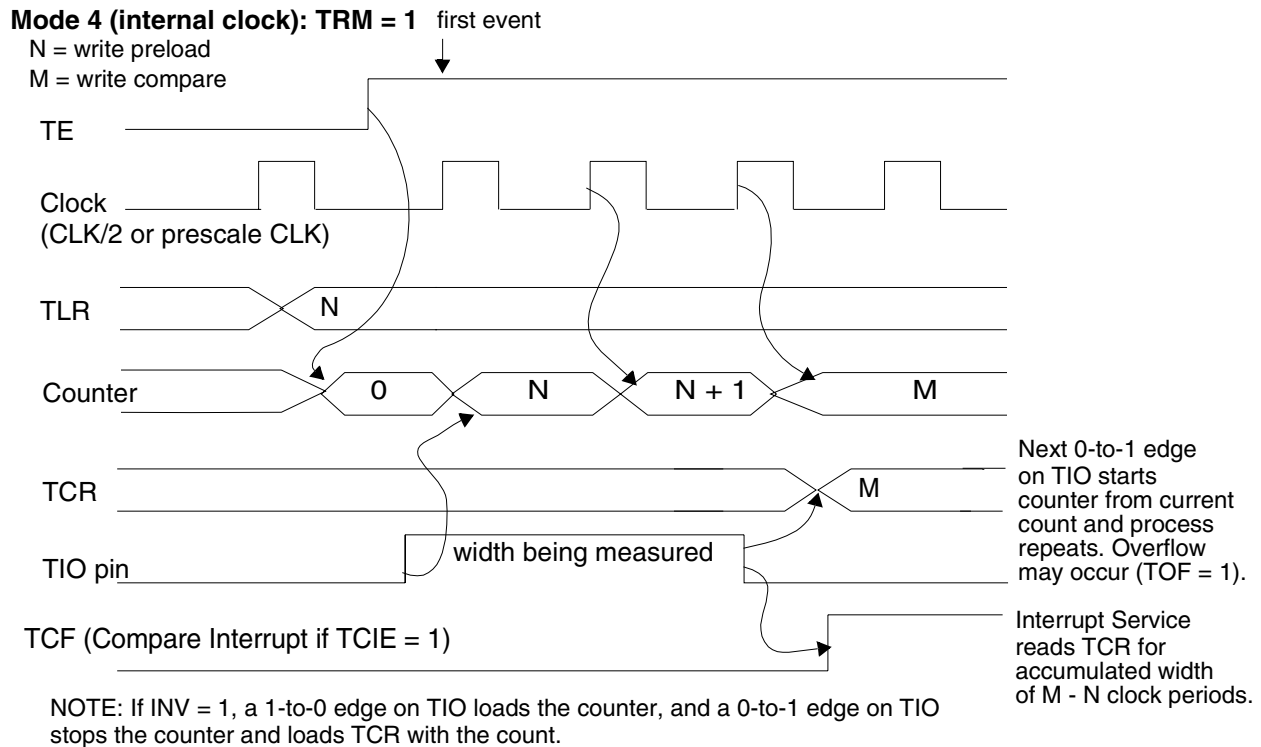 Mode 4 (internal clock): TRM = 1 first event
N = write preload
M = write compare
TE
Clock
(CLK/2 or prescale CLK)
TLR
N
Counter
0
N
N + 1
M
TCR
M
Next 0-to-1 edge
on TIO starts
counter from current
count and process
repeats. Overflow
may occur (TOF = 1).
TIO pin
width being measured
TCF (Compare Interrupt if TCIE = 1)
Interrupt Service
reads TCR for
accumulated width
of M - N clock periods.
NOTE: If INV = 1, a 1-to-0 edge on TIO loads the counter, and a 0-to-1 edge on TIO
stops the counter and loads TCR with the count.